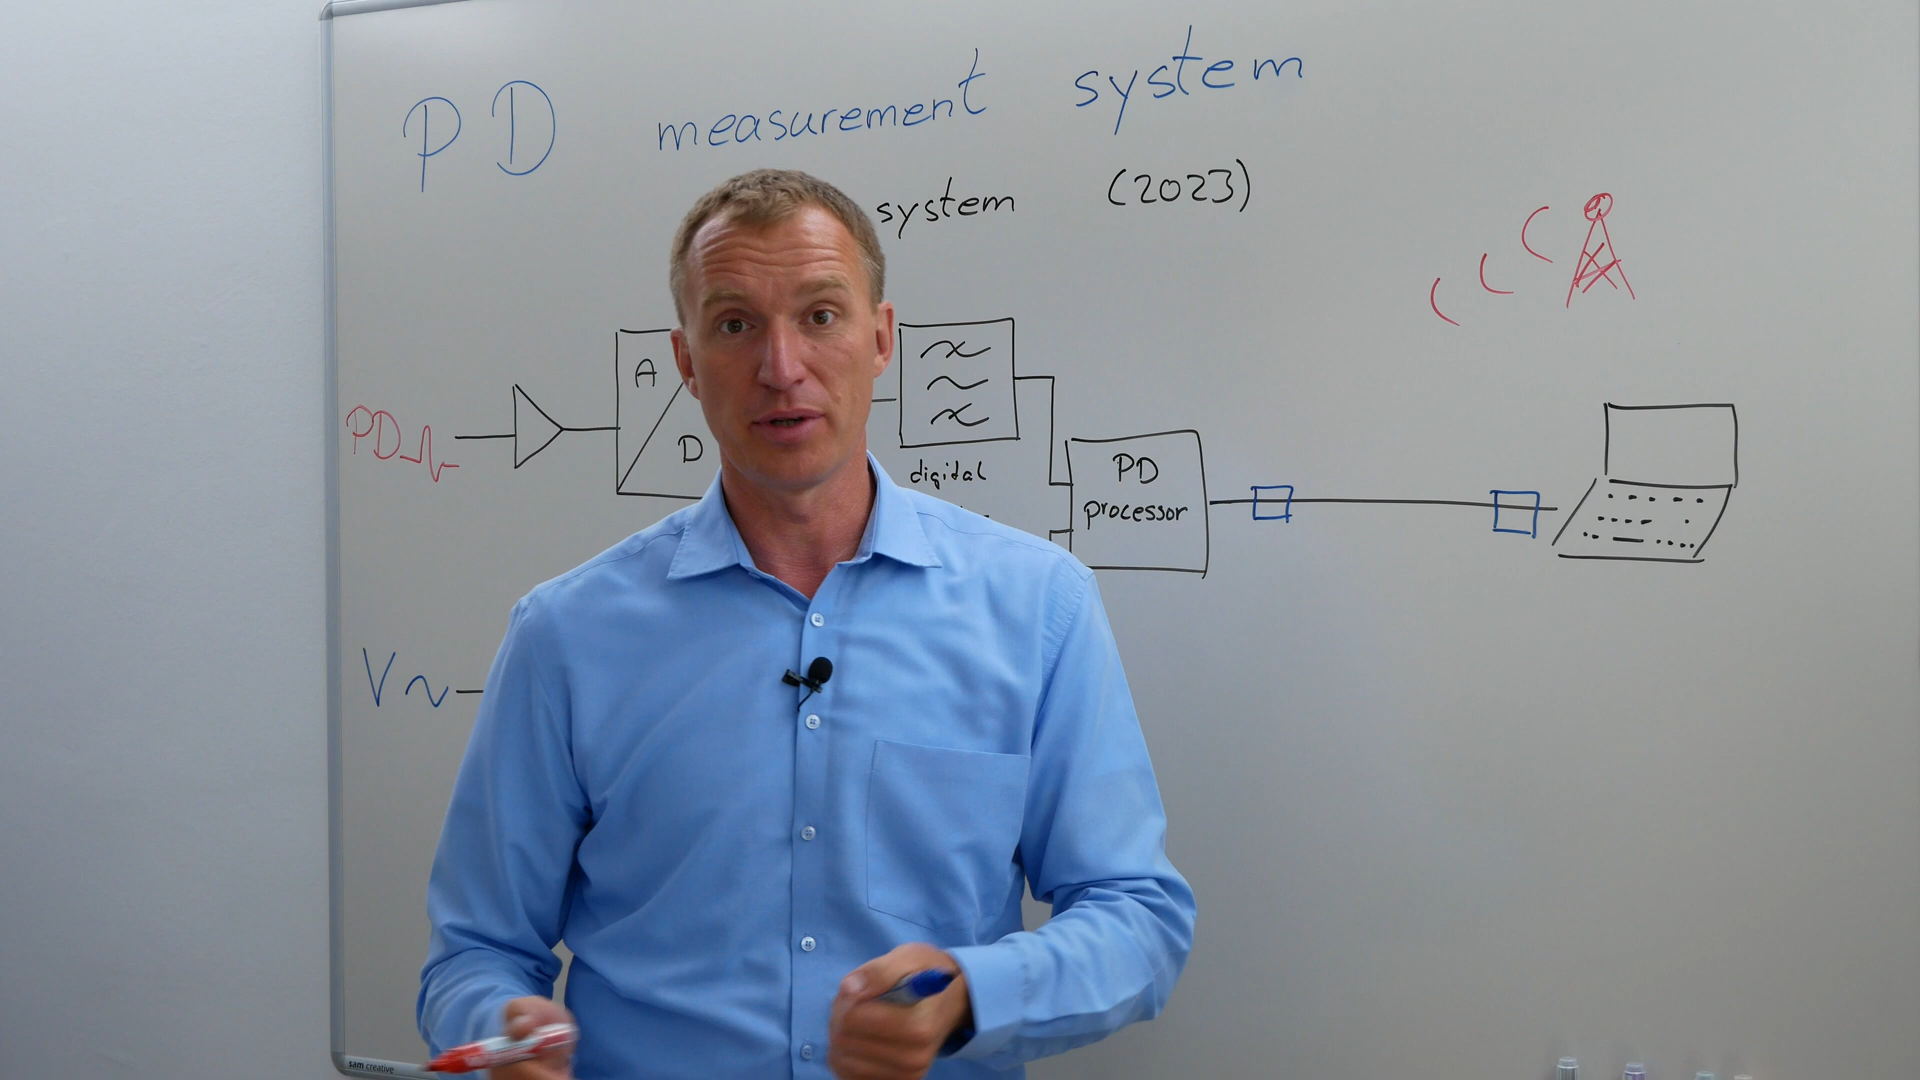 PD measurement system
system (2023)
A
D
PD
digital
PD
processor
V
sam creative